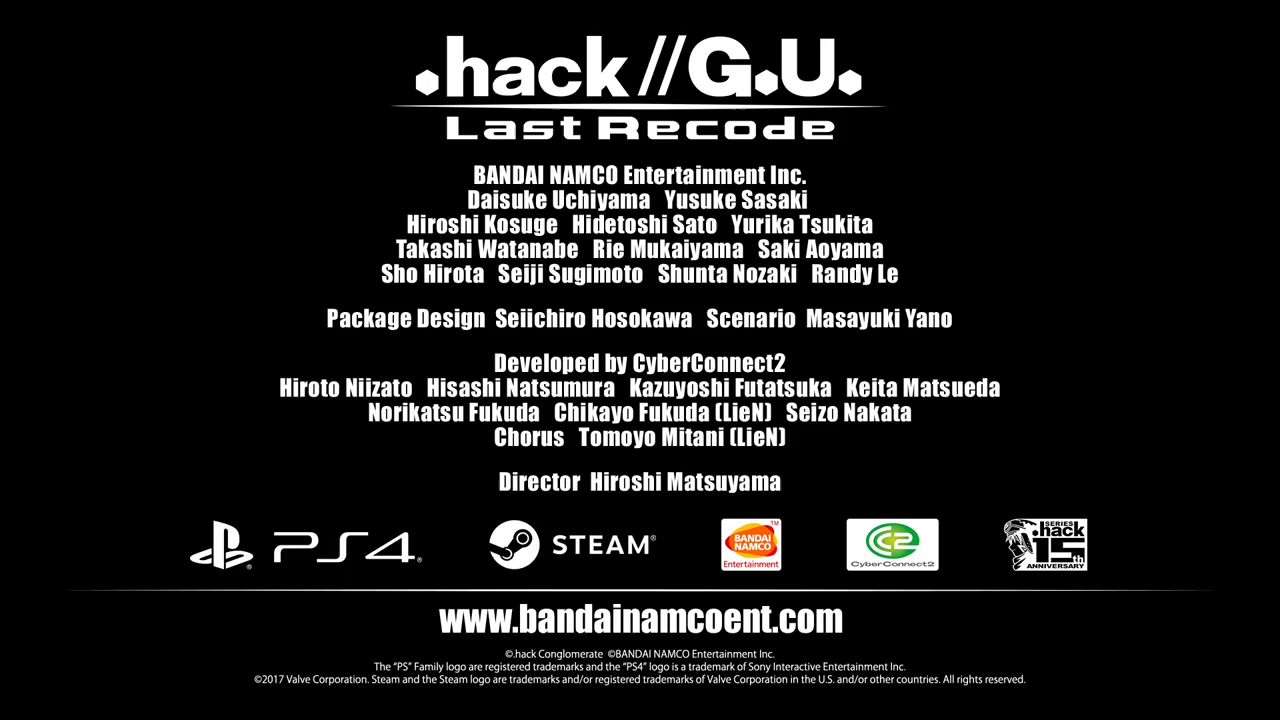 .hack//G.U.
Last Recode
BANDAI NAMCO Entertainment Inc.
Daisuke Uchiyama Yusuke Sasaki
Hiroshi Kosuge Hidetoshi Sato Yurika Tsukita
Takashi Watanabe Rie Mukaiyama Saki Aoyama
Sho Hirota Seiji Sugimoto Shunta Nozaki Randy Le
Package Design Seiichiro Hosokawa Scenario Masayuki Yano
Developed by CyberConnect2
Hiroto Niizato Hisashi Natsumura Kazuyoshi Futatsuka Keita Matsueda
Norikatsu Fukuda Chikayo Fukuda (LieN) Seizo Nakata
Chorus Tomoyo Mitani (LieN)
Director Hiroshi Matsuyama
PS4®
STEAM®
BANDAI
NAMCO
Entertainment
TM
CC2
CyberConnect2
SERIES
.hack
15th
ANNIVERSARY
www.bandainamcoent.com
©.hack Conglomerate ©BANDAI NAMCO Entertainment Inc.
The “PS” Family logo are registered trademarks and the “PS4” logo is a trademark of Sony Interactive Entertainment Inc.
©2017 Valve Corporation. Steam and the Steam logo are trademarks and/or registered trademarks of Valve Corporation in the U.S. and/or other countries. All rights reserved.